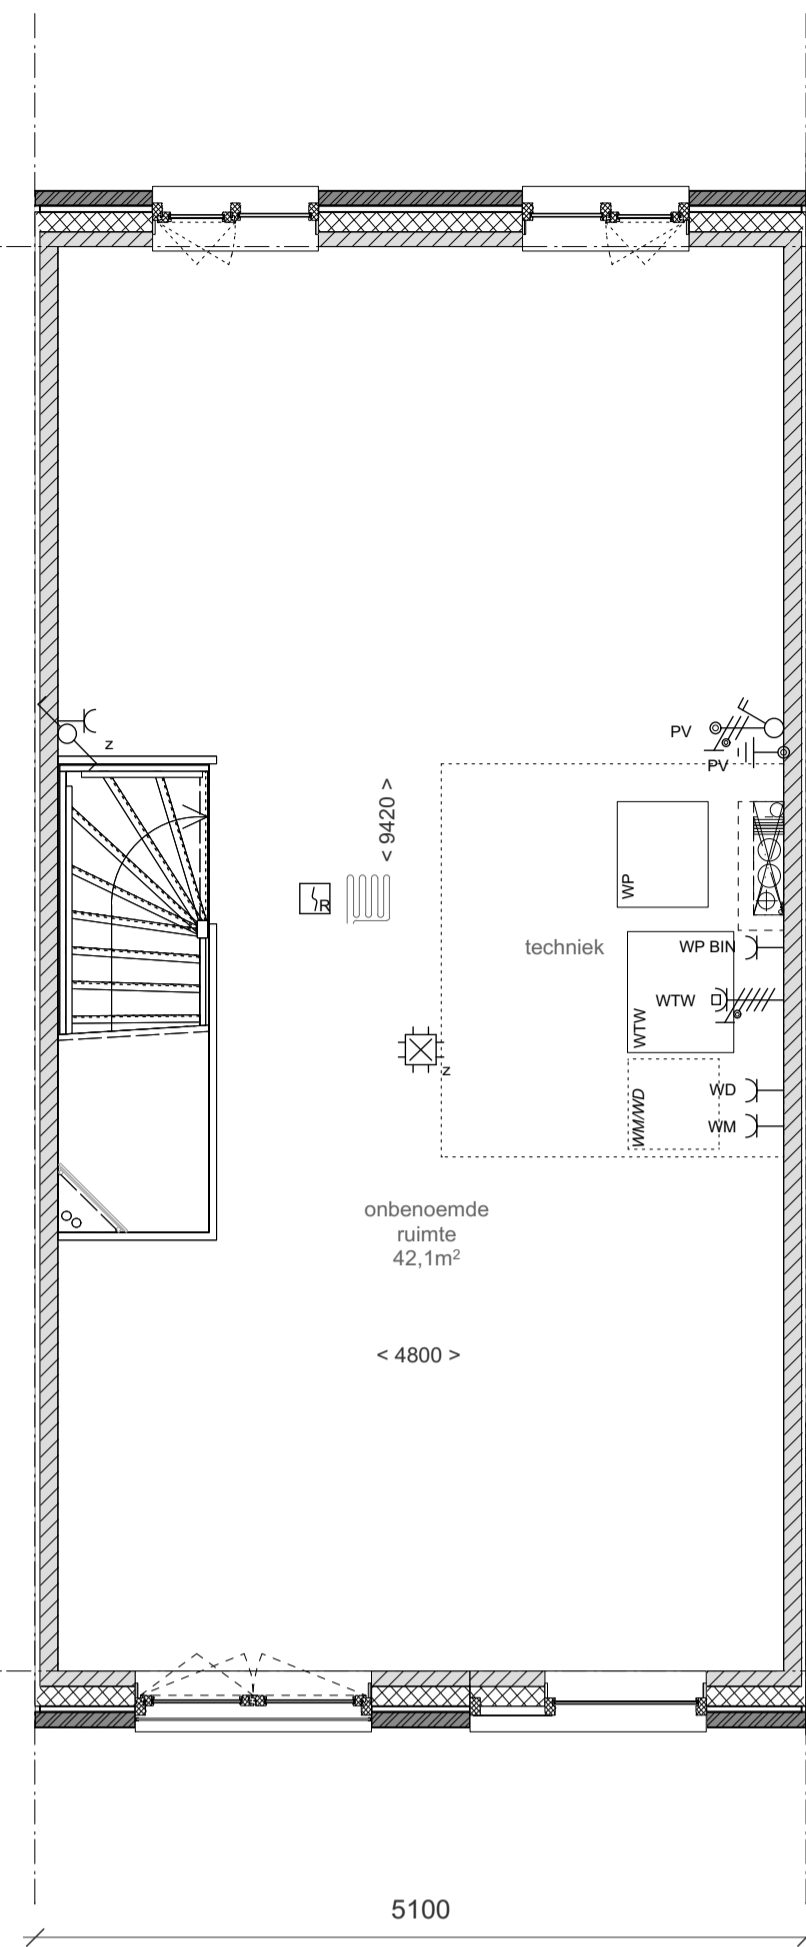 z
PV
PV
< 9420 >
WP
R
techniek
WP BIN
WTW
WTW
z
WD
WM/WD
WM
onbenoemde
ruimte
42,1m²
< 4800 >
5100